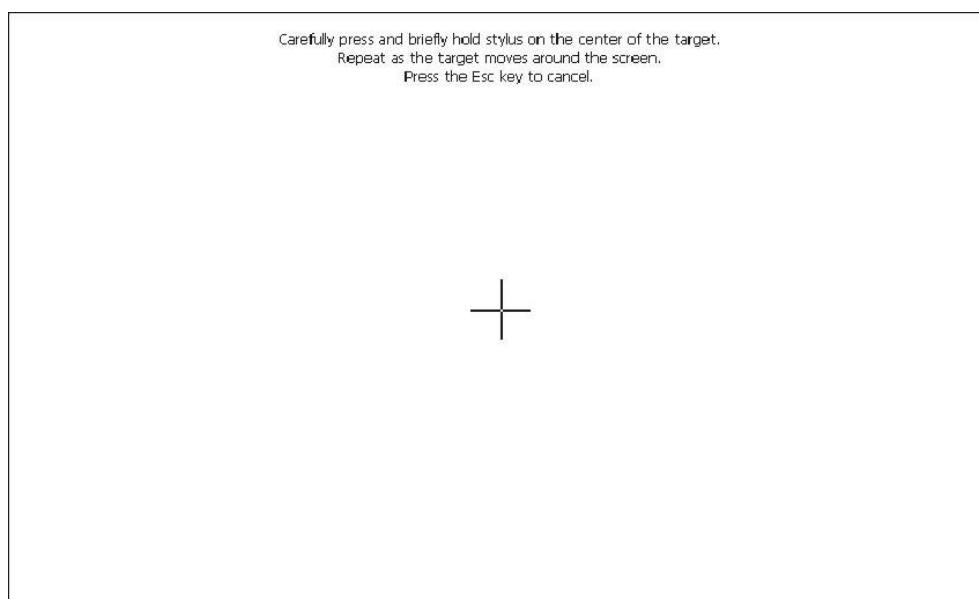 Carefully press and briefly hold stylus on the center of the target.
Repeat as the target moves around the screen.
Press the Esc key to cancel.